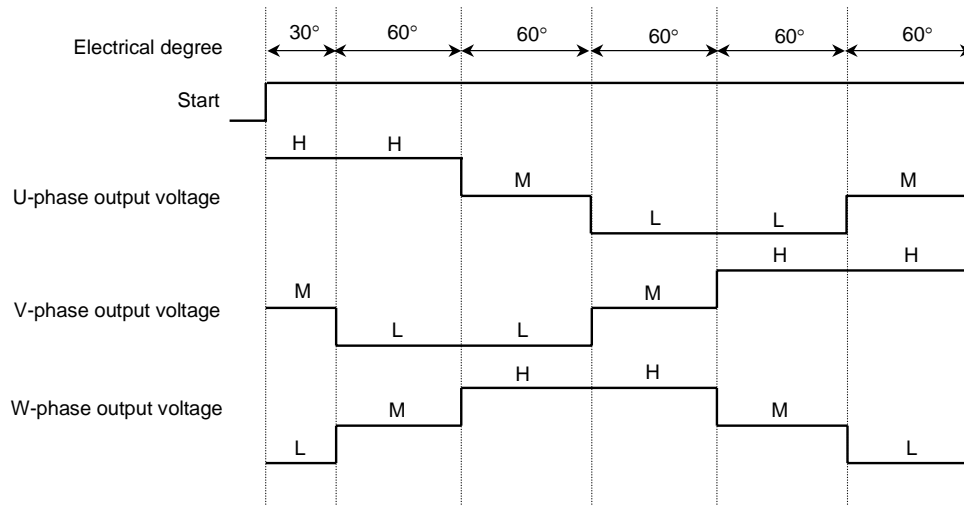 Electrical degree 30° 60° 60° 60° 60° 60°
Start
H H M L L M
U-phase output voltage
M L L M H H
V-phase output voltage
L M H H M L
W-phase output voltage